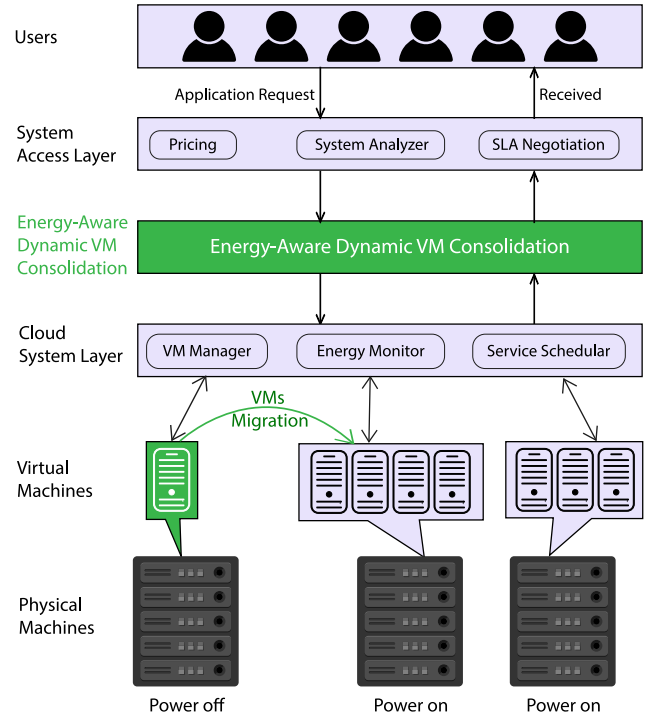 Users
Application Request
Received
System
Access Layer
Pricing
System Analyzer
SLA Negotiation
Energy-Aware
Dynamic VM
Consolidation
Energy-Aware Dynamic VM Consolidation
Cloud
System Layer
VM Manager
Energy Monitor
Service Schedular
VMs
Migration
Virtual
Machines
Physical
Machines
Power off
Power on
Power on